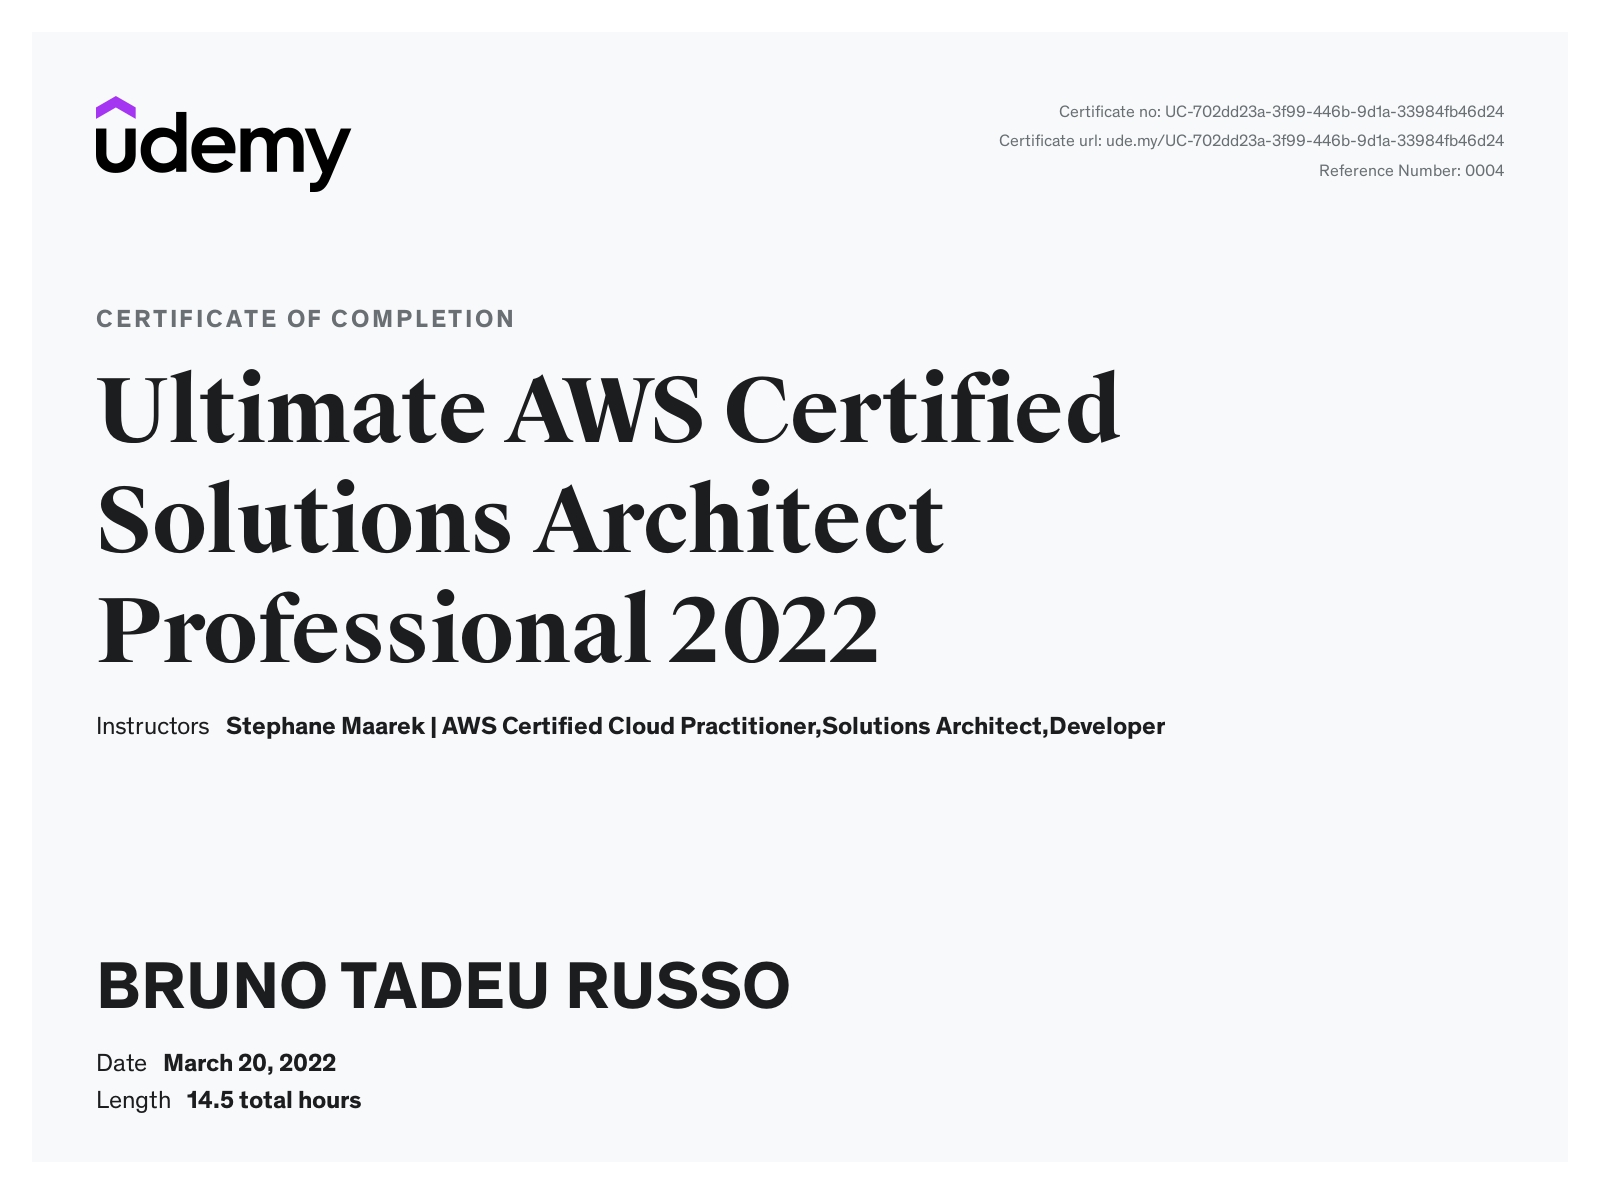 udemy
Certificate no: UC-702dd23a-3f99-446b-9d1a-33984fb46d24
Certificate url: ude.my/UC-702dd23a-3f99-446b-9d1a-33984fb46d24
Reference Number: 0004
CERTIFICATE OF COMPLETION
Ultimate AWS Certified
Solutions Architect
Professional 2022
Instructors Stephane Maarek | AWS Certified Cloud Practitioner,Solutions Architect,Developer
BRUNO TADEU RUSSO
Date March 20, 2022
Length 14.5 total hours